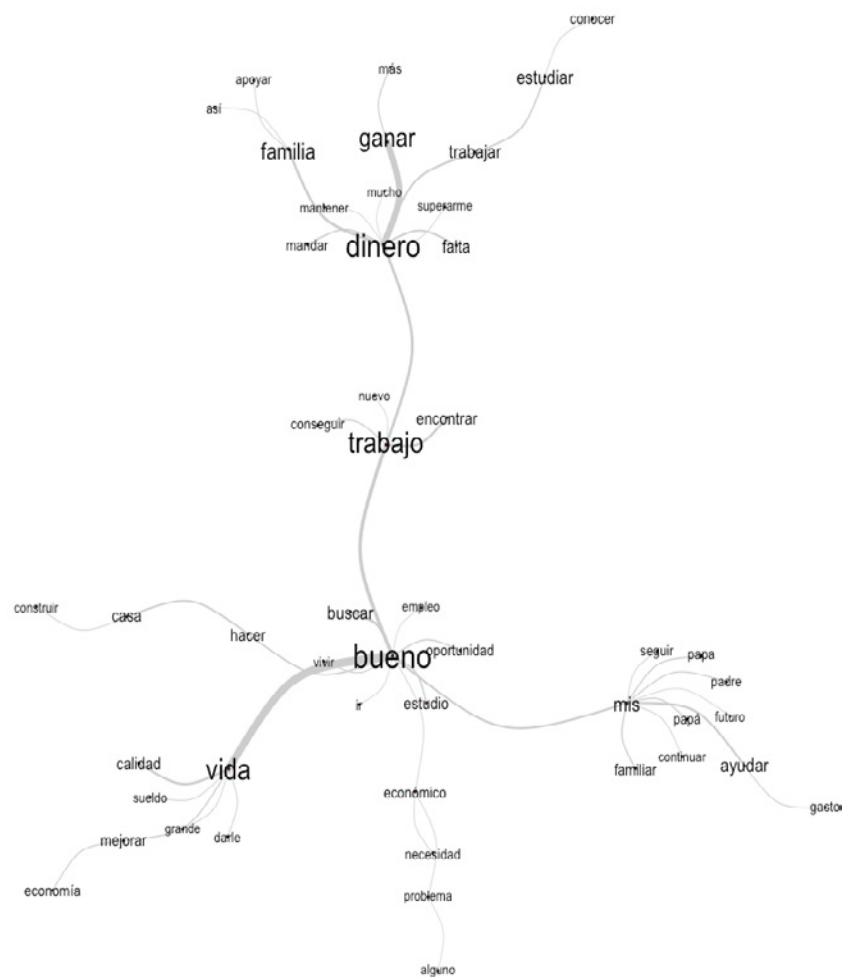 conocer
más
estudiar
apoyar
así
ganar
familia
trabajar
mucho
mantener
superarme
mandar
dinero
falta
nuevo
conseguir
encontrar
trabajo
construir
casa
buscar
empleo
hacer
vivir
bueno
oportunidad
seguir
papa
padre
ir
estudio
mis
papá
futuro
continuar
calidad
vida
familiar
ayudar
sueldo
económico
gasto
grande
mejorar
darle
necesidad
economía
problema
alguno